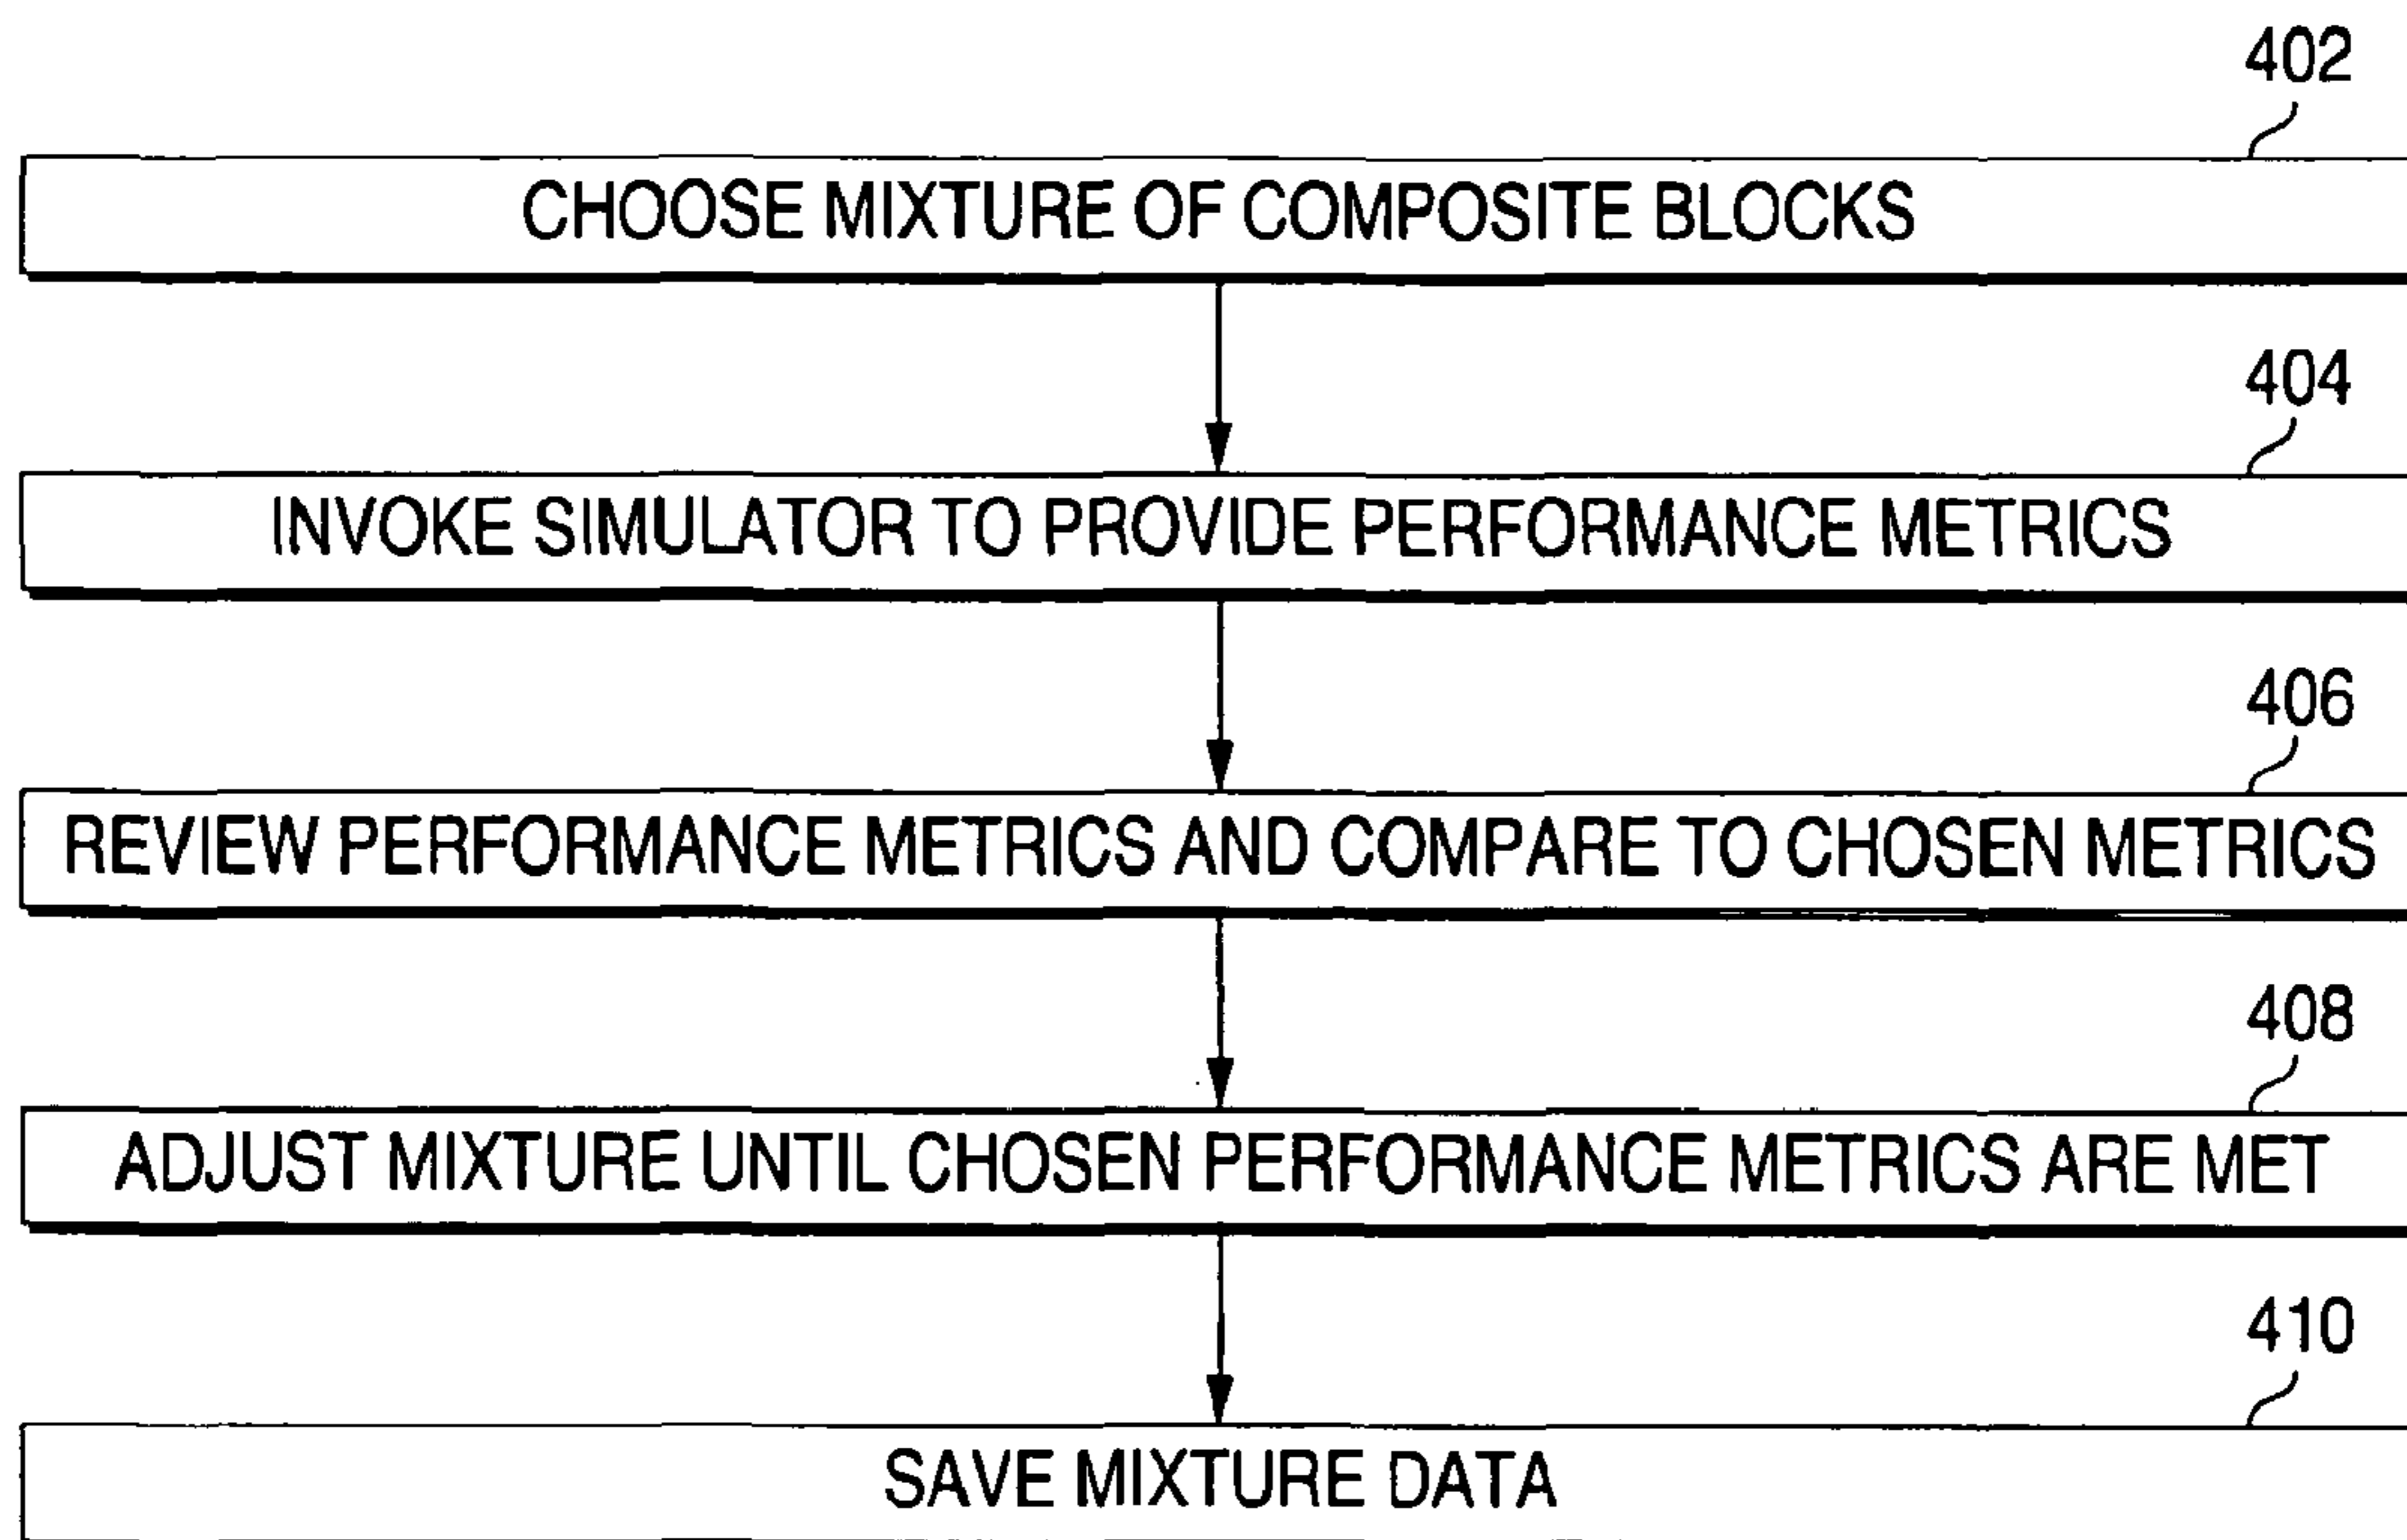 402
CHOOSE MIXTURE OF COMPOSITE BLOCKS
404
INVOKE SIMULATOR TO PROVIDE PERFORMANCE METRICS
406
REVIEW PERFORMANCE METRICS AND COMPARE TO CHOSEN METRICS
408
ADJUST MIXTURE UNTIL CHOSEN PERFORMANCE METRICS ARE MET
410
SAVE MIXTURE DATA